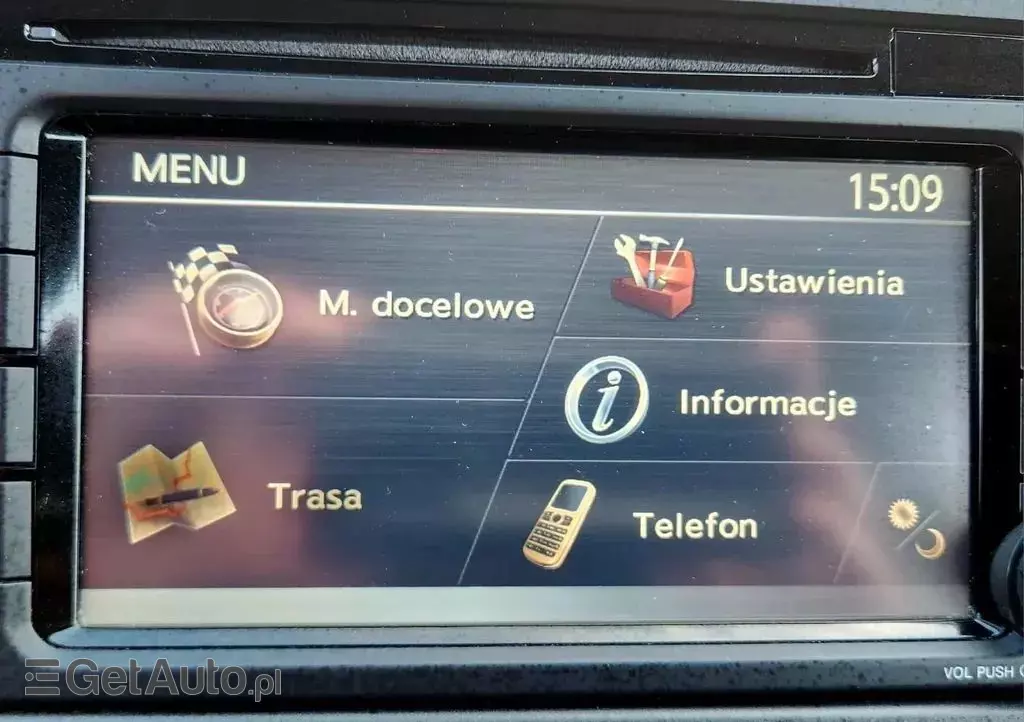 MENU
15:09
M. docelowe
Ustawienia
Informacje
Trasa
Telefon
GetAuto.pl
VOL PUSH